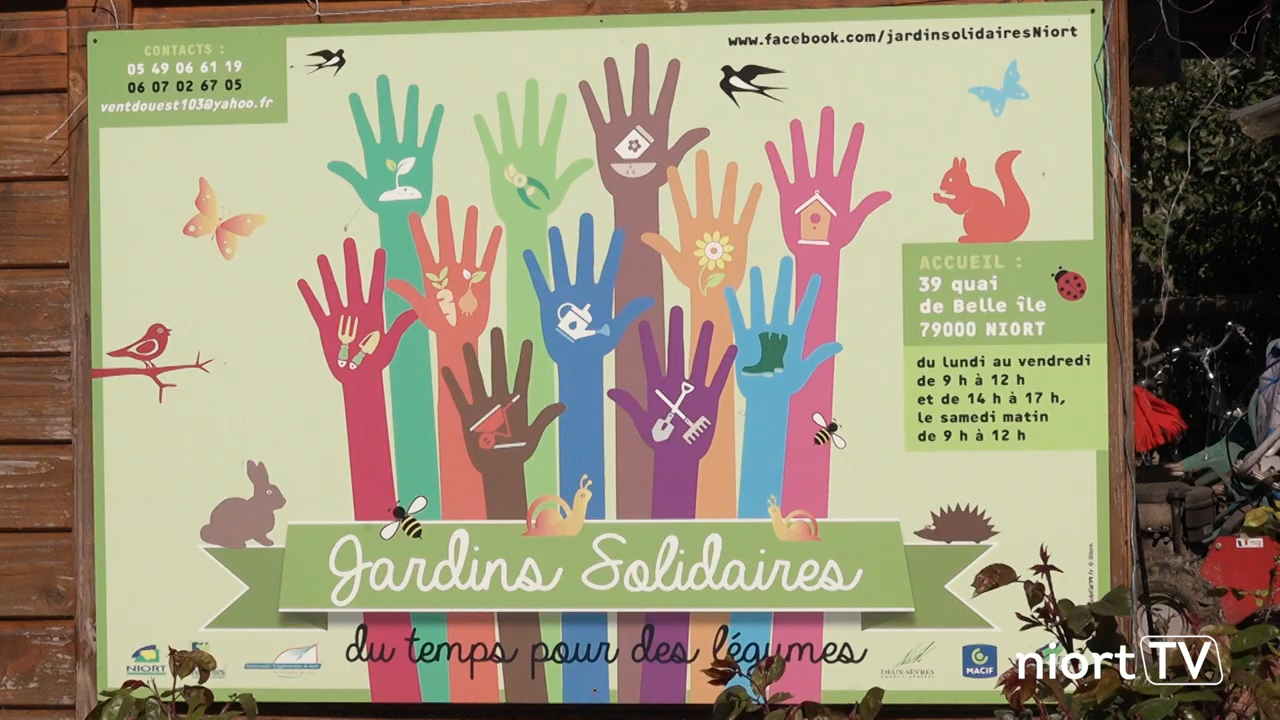 CONTACTS :
05 49 06 61 19
06 07 02 67 05
ventdouest103@yahoo.fr
www.facebook.com/jardinsolidairesNiort
ACCUEIL :
39 quai
de Belle île
79000 NIORT
du lundi au vendredi
de 9 h à 12 h
et de 14 h à 17 h,
le samedi matin
de 9 h à 12 h
Jardins Solidaires
du temps pour des légumes
NIORT
DEUX-SÈVRES
CONSEIL GÉNÉRAL
MACIF
niort TV